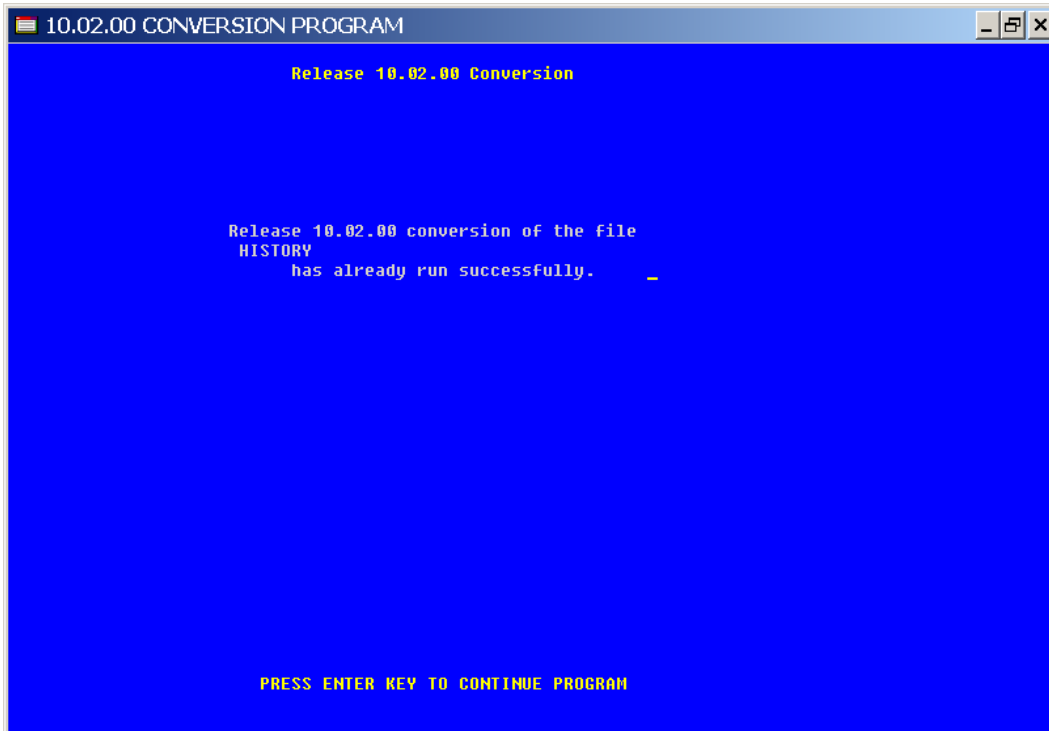 10.02.00 CONVERSION PROGRAM
Release 10.02.00 Conversion
Release 10.02.00 conversion of the file
HISTORY
has already run successfully.
PRESS ENTER KEY TO CONTINUE PROGRAM